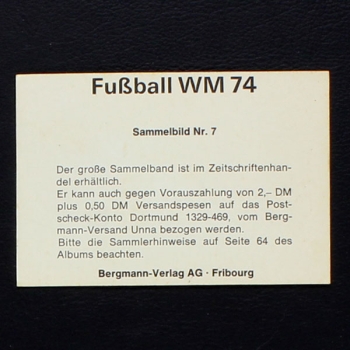 Fußball WM 74
Sammelbild Nr. 7
Der große Sammelband ist im Zeitschriftenhan-
del erhältlich.
Er kann auch gegen Vorauszahlung von 2,– DM
plus 0,50 DM Versandspesen auf das Post-
scheck-Konto Dortmund 1329-469, vom Berg-
mann-Versand Unna bezogen werden.
Bitte die Sammlerhinweise auf Seite 64 des
Albums beachten.
Bergmann-Verlag AG · Fribourg